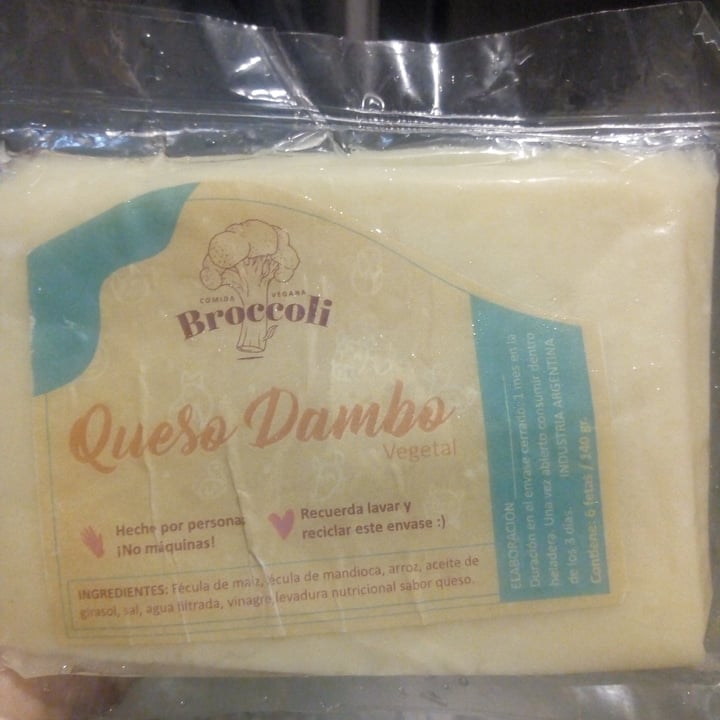 COMIDA VEGANA
Broccoli
Queso Dambo
Vegetal
Heche por persona;
¡No máquinas!
Recuerda lavar y
reciclar este envase :)
INGREDIENTES: Fécula de maíz, écula de mandioca, arroz, aceite de
girasol, sal, agua filtrada, vinagre, levadura nutricional sabor queso.
ELABORACIÓN
Duración en el envase cerrado: 1 mes en la
heladera. Una vez abierto consumir dentro
de los 3 días. INDUSTRIA ARGENTINA
Contiene: 6 fetas / 140 gr.